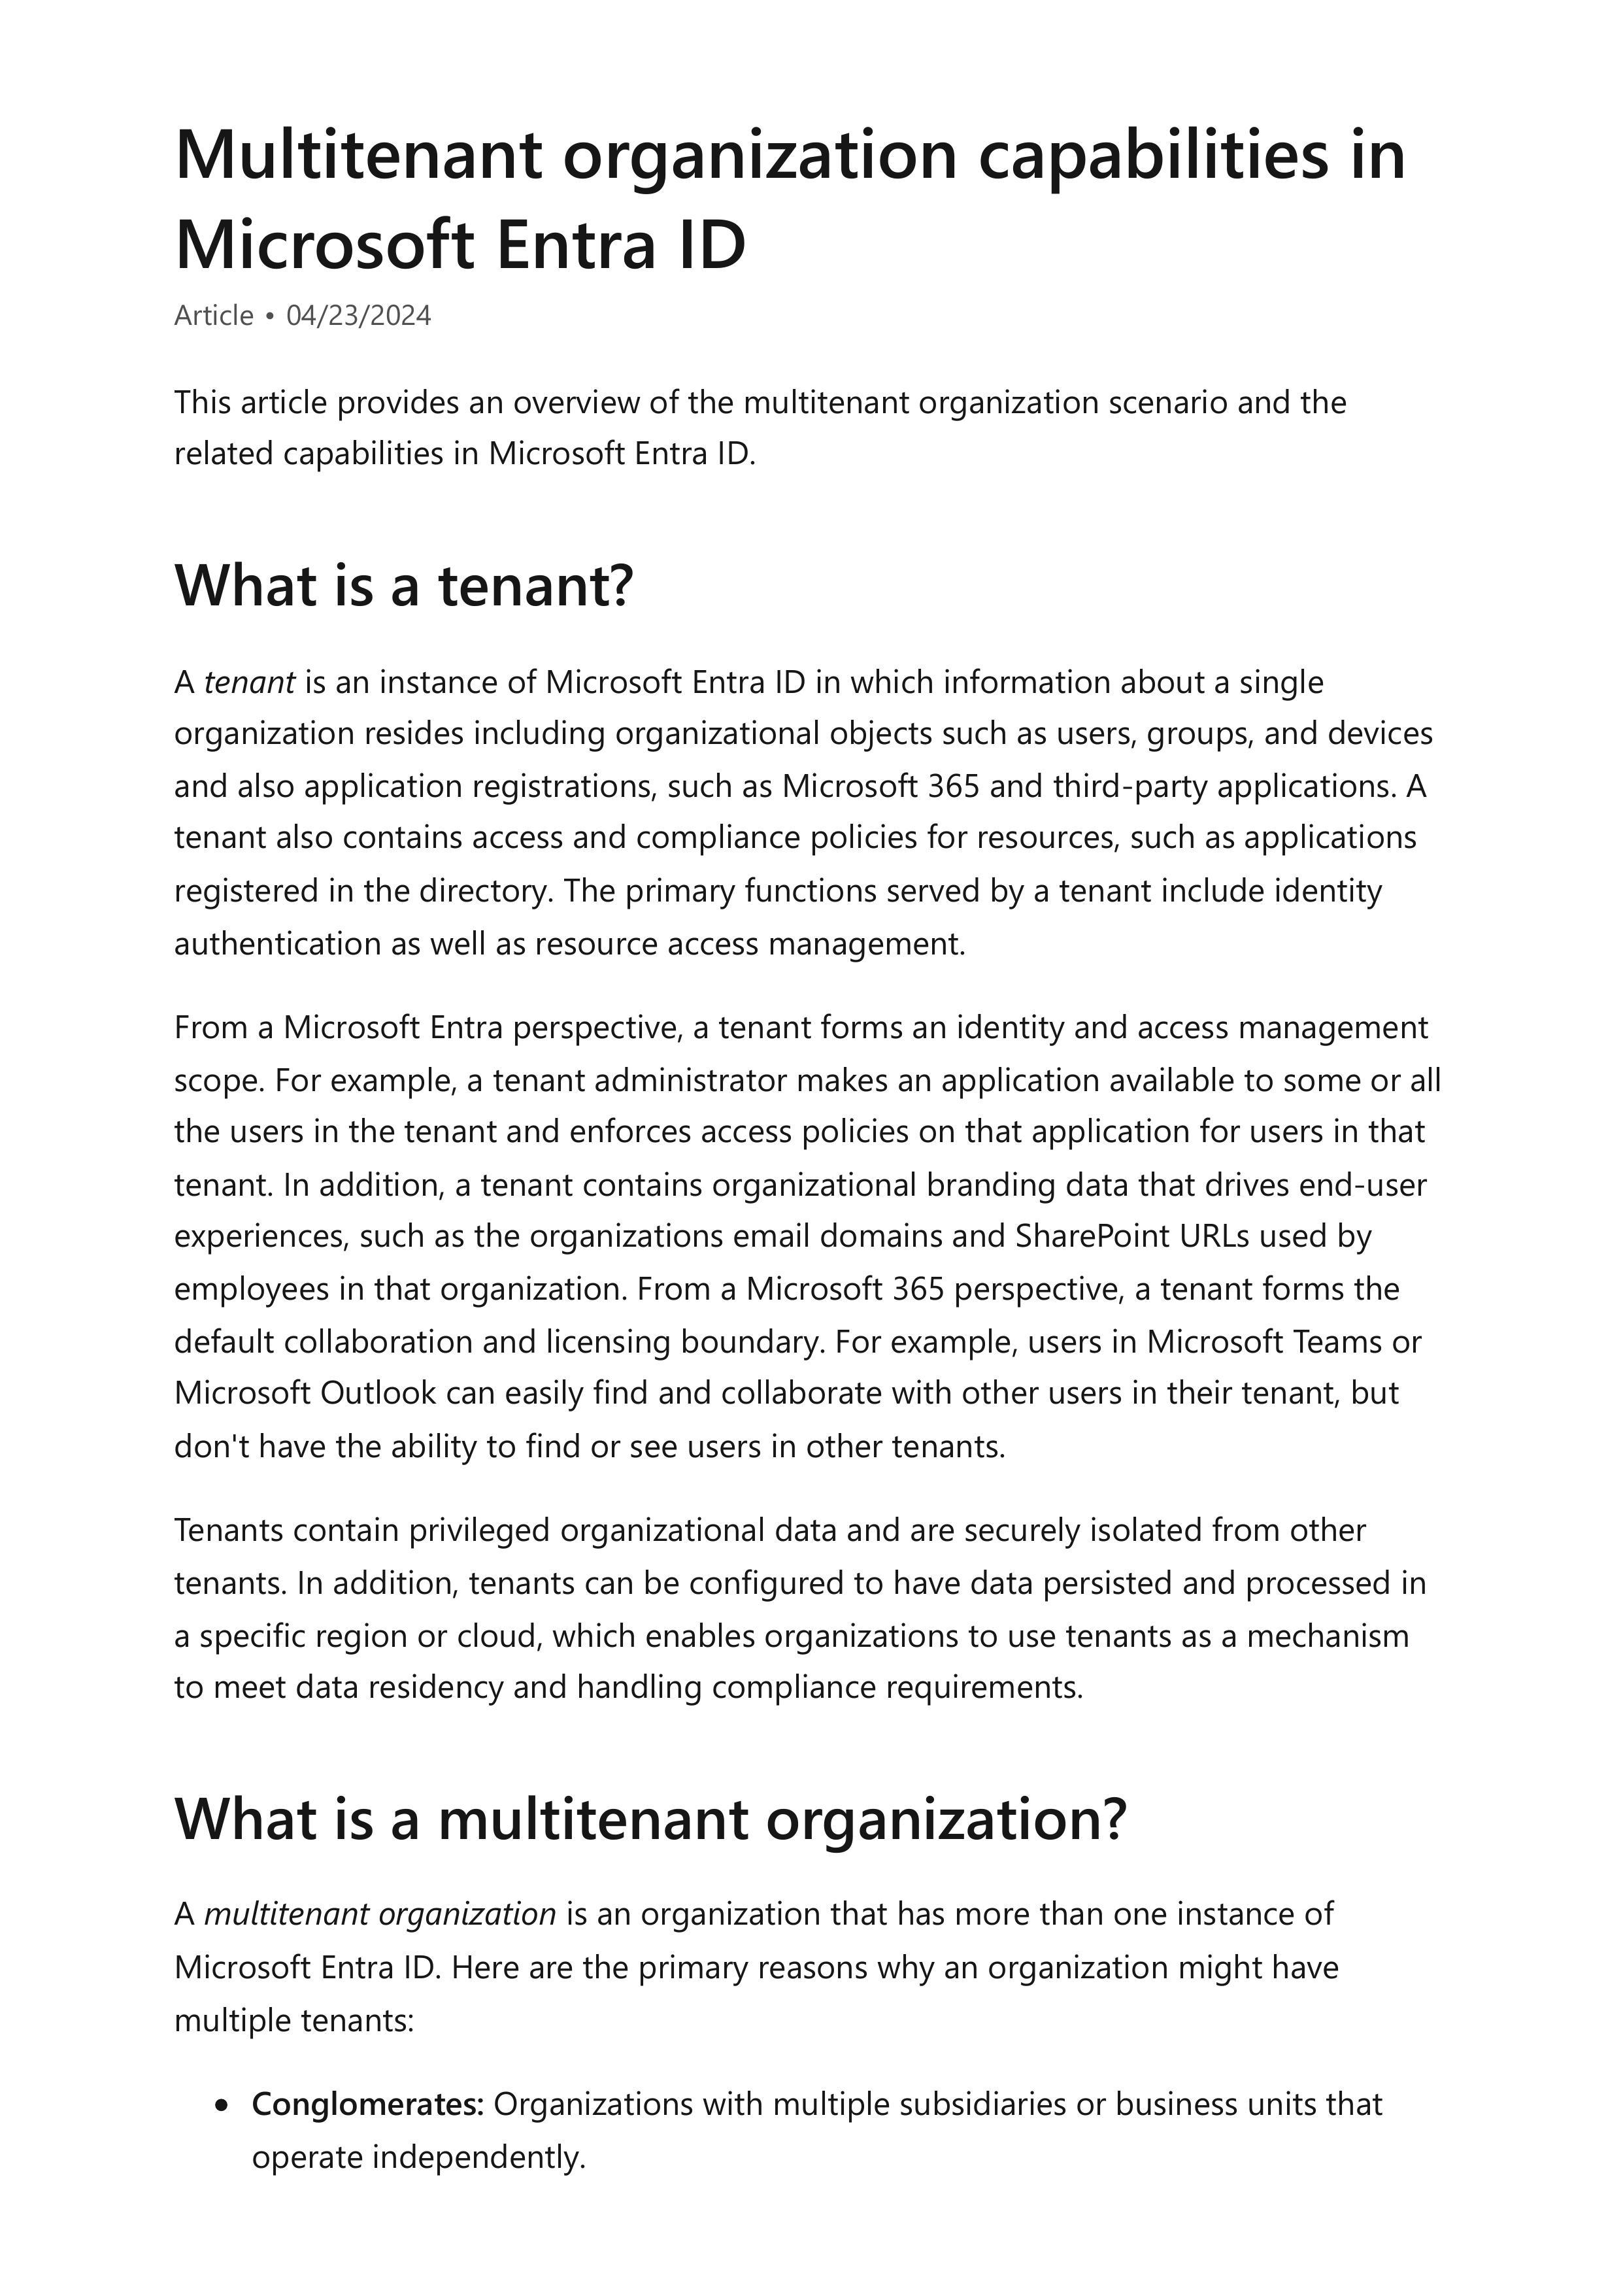 Multitenant organization capabilities in
Microsoft Entra ID
Article • 04/23/2024
This article provides an overview of the multitenant organization scenario and the
related capabilities in Microsoft Entra ID.
What is a tenant?
A tenant is an instance of Microsoft Entra ID in which information about a single
organization resides including organizational objects such as users, groups, and devices
and also application registrations, such as Microsoft 365 and third-party applications. A
tenant also contains access and compliance policies for resources, such as applications
registered in the directory. The primary functions served by a tenant include identity
authentication as well as resource access management.
From a Microsoft Entra perspective, a tenant forms an identity and access management
scope. For example, a tenant administrator makes an application available to some or all
the users in the tenant and enforces access policies on that application for users in that
tenant. In addition, a tenant contains organizational branding data that drives end-user
experiences, such as the organizations email domains and SharePoint URLs used by
employees in that organization. From a Microsoft 365 perspective, a tenant forms the
default collaboration and licensing boundary. For example, users in Microsoft Teams or
Microsoft Outlook can easily find and collaborate with other users in their tenant, but
don't have the ability to find or see users in other tenants.
Tenants contain privileged organizational data and are securely isolated from other
tenants. In addition, tenants can be configured to have data persisted and processed in
a specific region or cloud, which enables organizations to use tenants as a mechanism
to meet data residency and handling compliance requirements.
What is a multitenant organization?
A multitenant organization is an organization that has more than one instance of
Microsoft Entra ID. Here are the primary reasons why an organization might have
multiple tenants:
• Conglomerates: Organizations with multiple subsidiaries or business units that
operate independently.